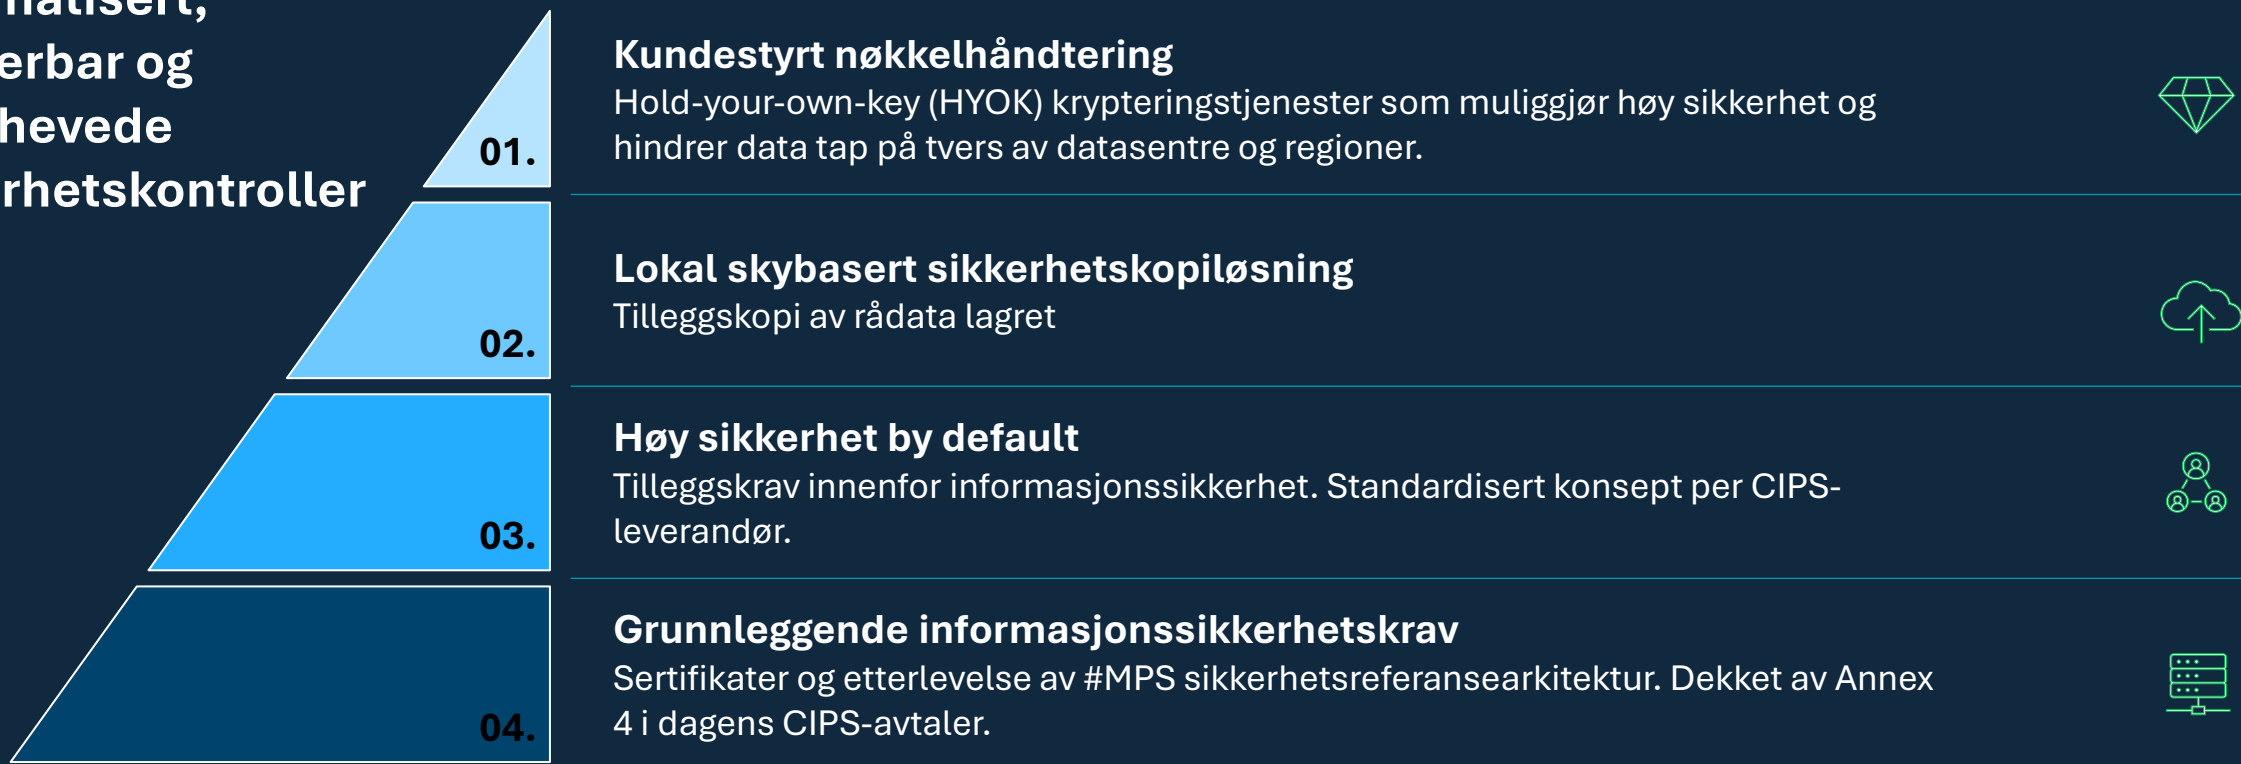 erbar og
hevede
rhetskontroller
01.
Kundestyrt nøkkelhåndtering
Hold-your-own-key (HYOK) krypteringstjenester som muliggjør høy sikkerhet og
hindrer data tap på tvers av datasentre og regioner.
02.
Lokal skybasert sikkerhetskopiløsning
Tilleggskopi av rådata lagret
03.
Høy sikkerhet by default
Tilleggskrav innenfor informasjonssikkerhet. Standardisert konsept per CIPS-
leverandør.
04.
Grunnleggende informasjonssikkerhetskrav
Sertifikater og etterlevelse av #MPS sikkerhetsreferansearkitektur. Dekket av Annex
4 i dagens CIPS-avtaler.